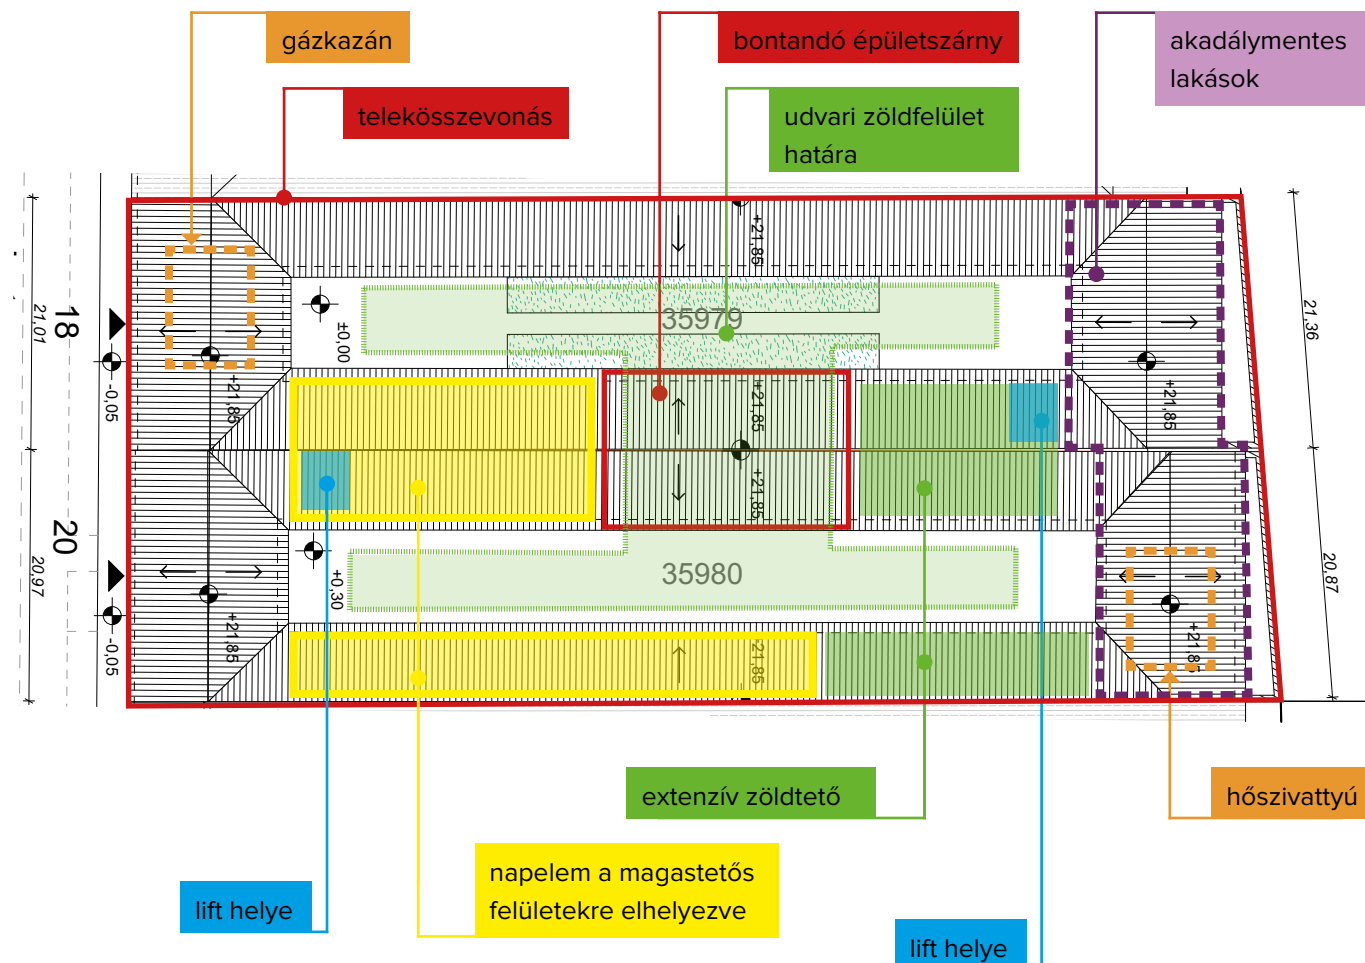 gázkazán
bontandó épületszárny
akadálymentes
lakások
telekösszevonás
udvari zöldfelület
határa
+21,85
21,36
18
21,01
35979
±0,00
-0,05
+21,85
+21,85
+21,85
+21,85
20
20,97
35980
+0,30
20,87
-0,05
+21,85
+21,85
+21,85
extenzív zöldtető
hőszivattyú
napelem a magastetős
felületekre elhelyezve
lift helye
lift helye